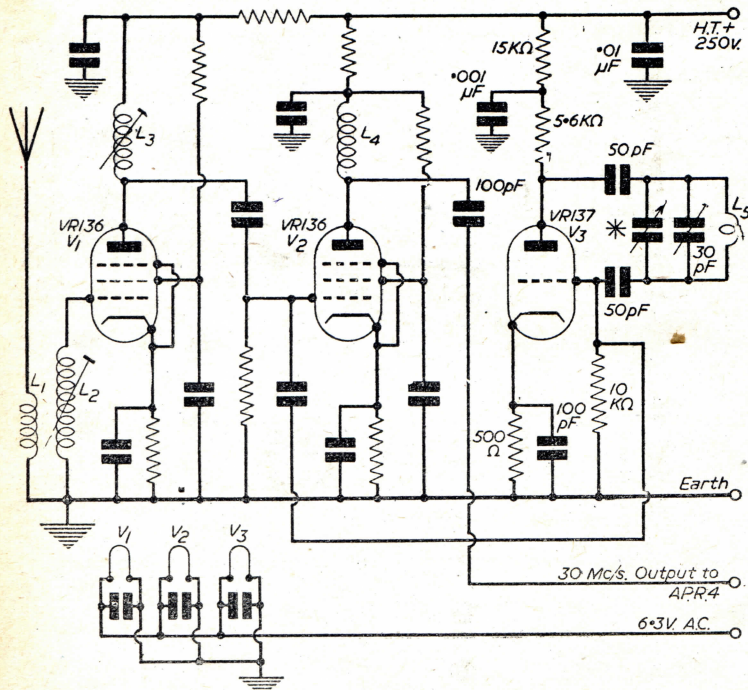 H.T.+
250v.
15KΩ
·01
μF
·001
μF
5·6KΩ
L3
L4
50pF
100pF
VR136
V1
VR136
V2
VR137
V3
L5
*
30
pF
50pF
L1
L2
10
KΩ
100
pF
500
Ω
Earth
V1
V2
V3
30 Mc/s. Output to
A.P.R.4
6·3V. A.C.